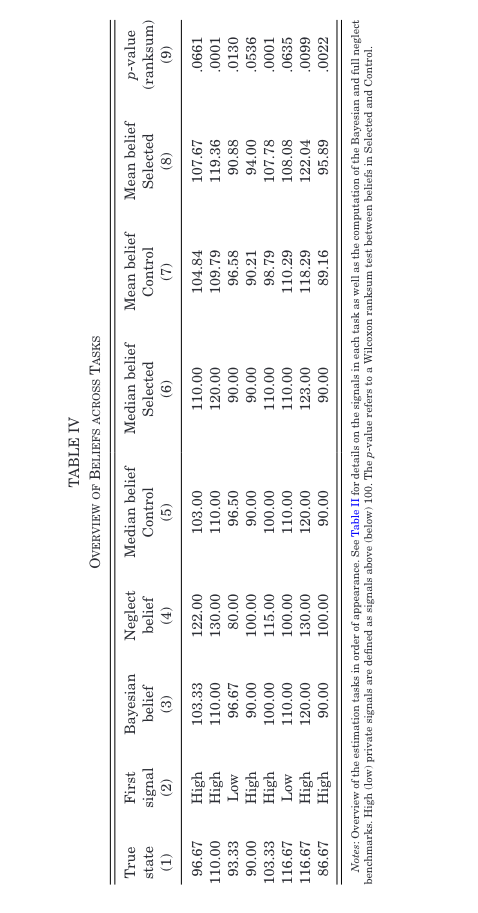 TABLE IV
OVERVIEW OF BELIEFS ACROSS TASKS
True First Bayesian Neglect Median belief Median belief Mean belief Mean belief p-value
state signal belief belief Control Selected Control Selected (ranksum)
(1) (2) (3) (4) (5) (6) (7) (8) (9)
96.67 High 103.33 122.00 103.00 110.00 104.84 107.67 .0661
110.00 High 110.00 130.00 110.00 120.00 109.79 119.36 .0001
93.33 Low 96.67 80.00 96.50 90.00 96.58 90.88 .0130
90.00 High 90.00 100.00 90.00 90.00 90.21 94.00 .0536
103.33 High 100.00 115.00 100.00 110.00 98.79 107.78 .0001
116.67 Low 110.00 100.00 110.00 110.00 110.29 108.08 .0635
116.67 High 120.00 130.00 120.00 123.00 118.29 122.04 .0099
86.67 High 90.00 100.00 90.00 90.00 89.16 95.89 .0022
Notes: Overview of the estimation tasks in order of appearance. See Table II for details on the signals in each task as well as the computation of the Bayesian and full neglect
benchmarks. High (low) private signals are defined as signals above (below) 100. The p-value refers to a Wilcoxon ranksum test between beliefs in Selected and Control.